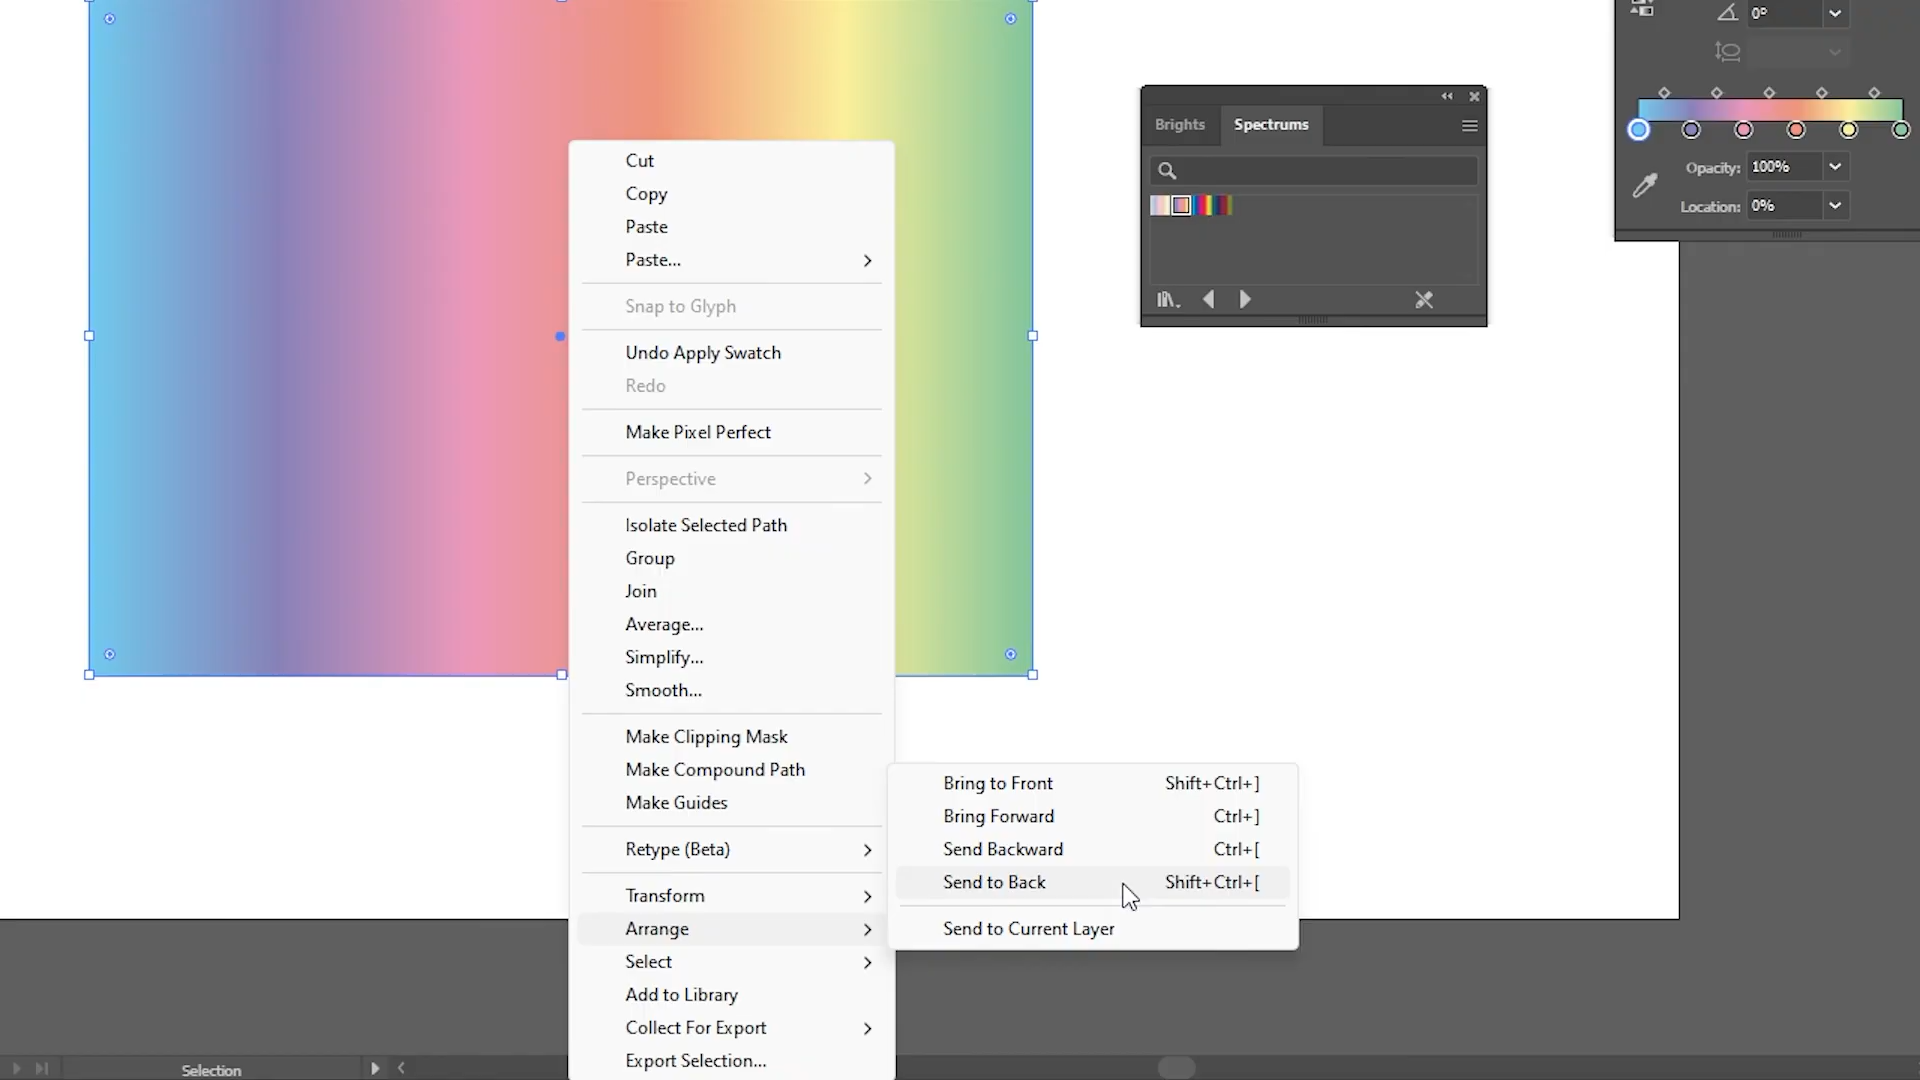 0°
Brights
Spectrums
Opacity: 100%
Location: 0%
Cut
Copy
Paste
Paste...
Snap to Glyph
Undo Apply Swatch
Redo
Make Pixel Perfect
Perspective
Isolate Selected Path
Group
Join
Average...
Simplify...
Smooth...
Make Clipping Mask
Make Compound Path
Make Guides
Retype (Beta)
Transform
Arrange
Select
Add to Library
Collect For Export
Export Selection...
Bring to Front Shift+Ctrl+]
Bring Forward Ctrl+]
Send Backward Ctrl+[
Send to Back Shift+Ctrl+[
Send to Current Layer
Selection